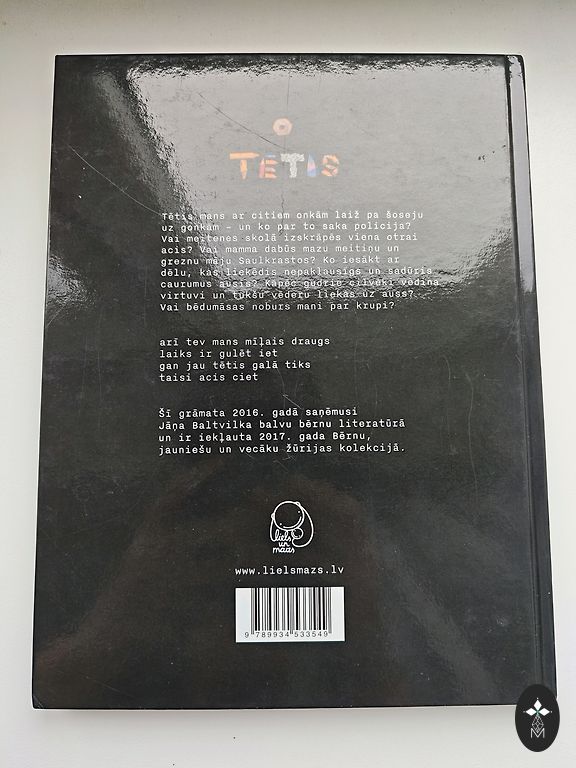 TĒTIS
Tētis mans ar citiem onkām laiž pa šoseju
uz gonkām – un ko par to saka policija?
Vai meitenes skolā izskrāpēs viena otrai
acis? Vai mamma dabūs mazu meitiņu un
greznu māju Saulkrastos? Ko iesākt ar
dēlu, kas liekēdis nepaklausīgs un sadūris
caurumus ausīs? Kāpēc gudrie cilvēki vēdina
virtuvi un tukšu vēderu liekas uz auss?
Vai bēdumāsas noburs mani par krupi?
arī tev mans mīļais draugs
laiks ir gulēt iet
gan jau tētis galā tiks
taisi acis ciet
Šī grāmata 2016. gadā saņēmusi
Jāņa Baltvilka balvu bērnu literatūrā
un ir iekļauta 2017. gada Bērnu,
jauniešu un vecāku žūrijas kolekcijā.
liels
un
mazs
www.lielsmazs.lv
9 789934 533549
M